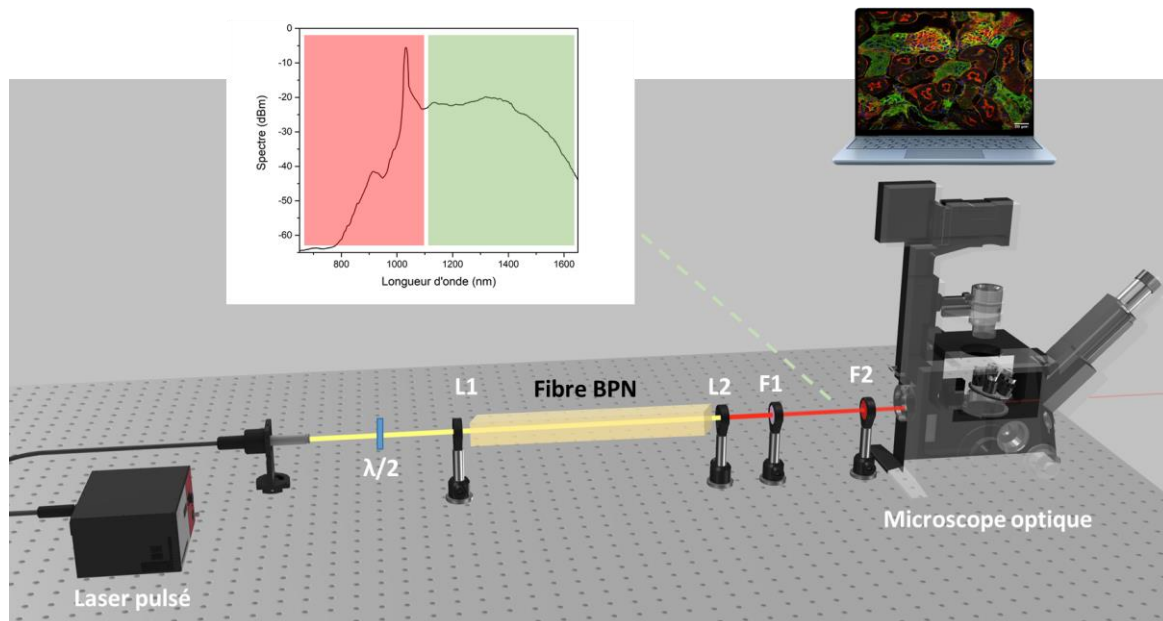 0
-10
-20
-30
-40
-50
-60
Spectre (dBm)
800
1000
1200
1400
1600
Longueur d'onde (nm)
L1
Fibre BPN
L2
F1
F2
λ/2
Microscope optique
Laser pulsé